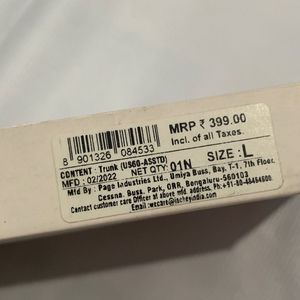 MRP ₹ 399.00
Incl. of all Taxes.
8 901326 084533
CONTENT : Trunk (US60-ASSTD)
MFD : 02/2022 NET QTY: 01N SIZE: L
Mfg by : Page Industries Ltd., Umiya Buss, Bay, T-1, 7th Floor,
Cessna. Buss. Park, ORR, Bengaluru-560103
Contact customer care Officer at above mfd. address, Ph:+91-80-49454600.
Email :wecare@jockeyindia.com